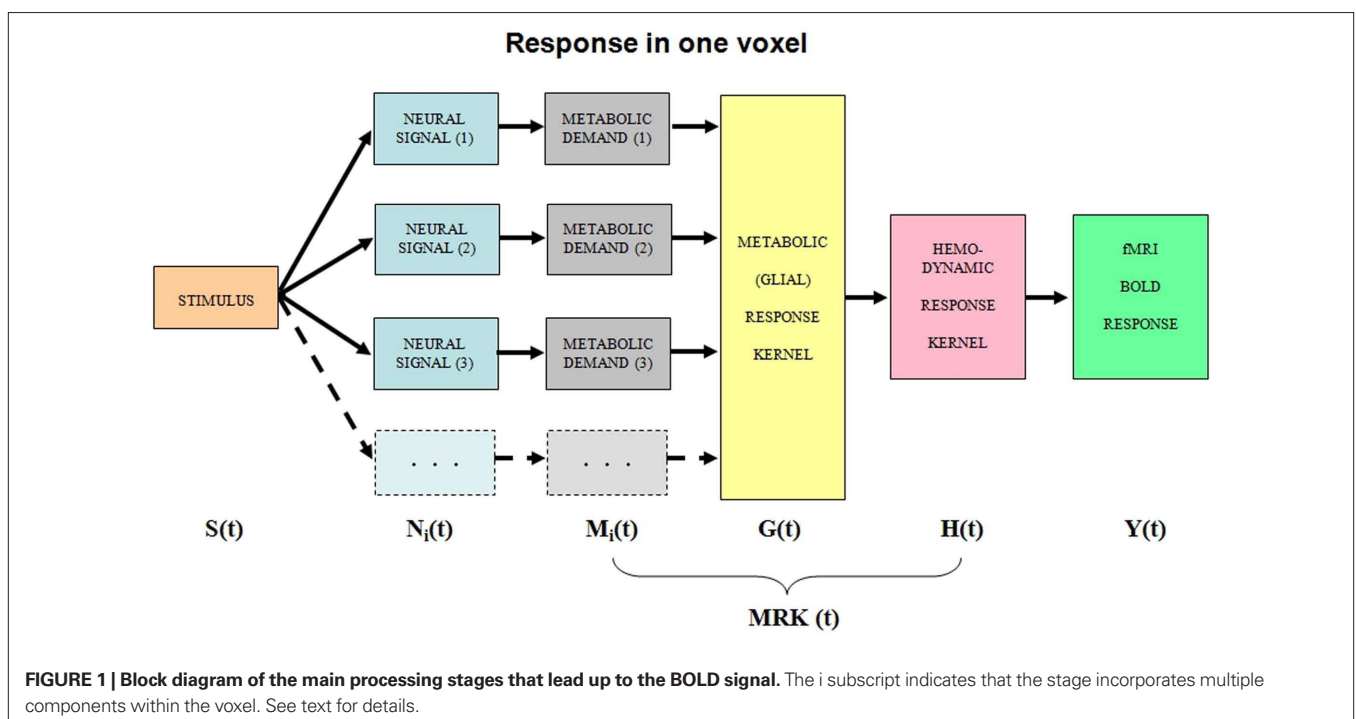 Response in one voxel
NEURAL
SIGNAL (1)
METABOLIC
DEMAND (1)
NEURAL
SIGNAL (2)
METABOLIC
DEMAND (2)
STIMULUS
NEURAL
SIGNAL (3)
METABOLIC
DEMAND (3)
. . .
. . .
METABOLIC
(GLIAL)
RESPONSE
KERNEL
HEMO-
DYNAMIC
RESPONSE
KERNEL
fMRI
BOLD
RESPONSE
S(t)
Ni(t)
Mi(t)
G(t)
H(t)
Y(t)
MRK (t)
FIGURE 1 | Block diagram of the main processing stages that lead up to the BOLD signal. The i subscript indicates that the stage incorporates multiple
components within the voxel. See text for details.